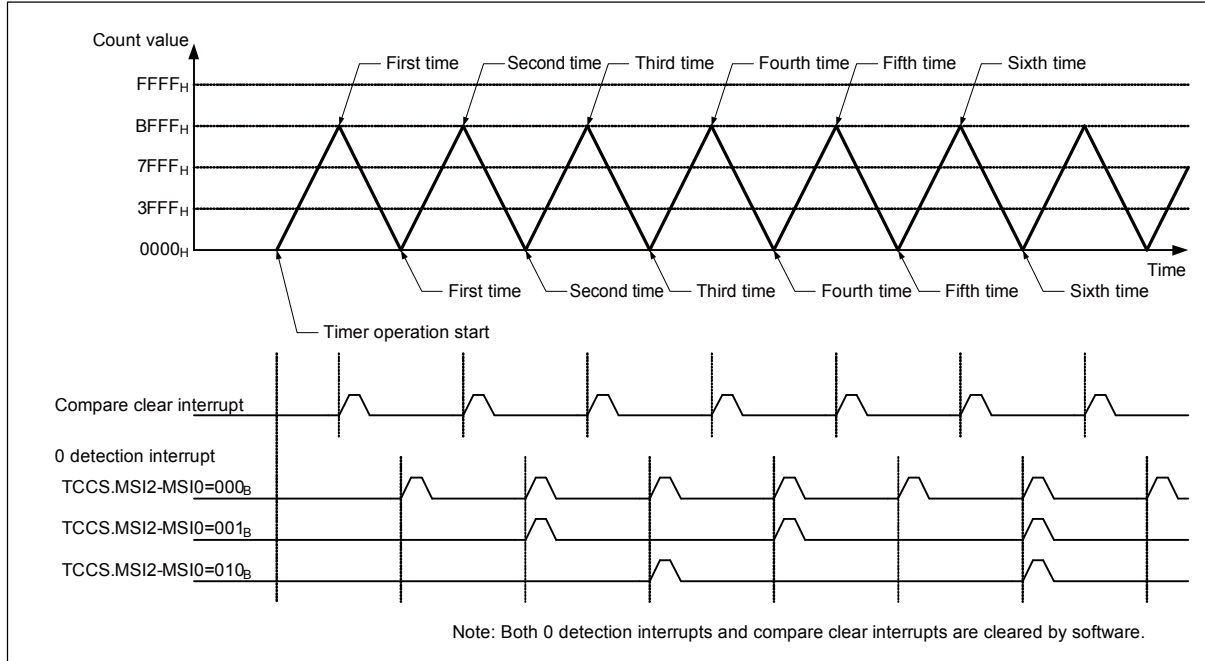 Count value
First time Second time Third time Fourth time Fifth time Sixth time
FFFFH
BFFFH
7FFFH
3FFFH
0000H
Time
First time Second time Third time Fourth time Fifth time Sixth time
Timer operation start
Compare clear interrupt
0 detection interrupt
TCCS.MSI2-MSI0=000B
TCCS.MSI2-MSI0=001B
TCCS.MSI2-MSI0=010B
Note: Both 0 detection interrupts and compare clear interrupts are cleared by software.